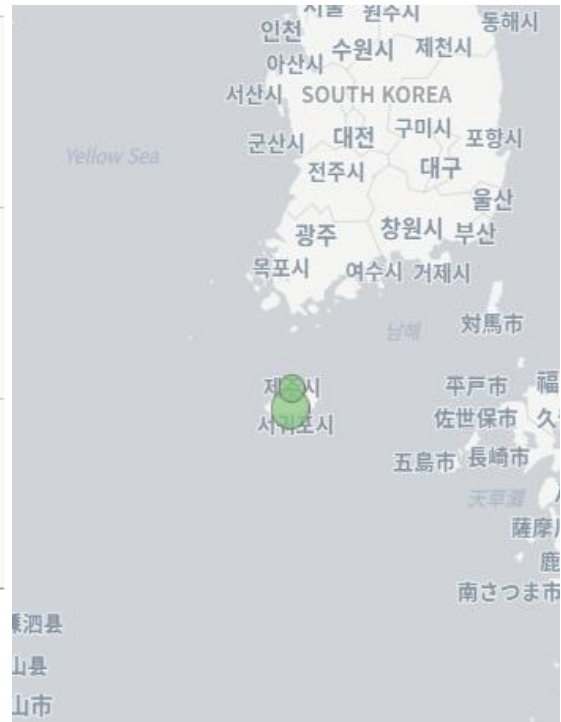 서울 원주시 동해시
인천
수원시 제천시
아산시
서산시 SOUTH KOREA
군산시 대전 구미시 포항시
Yellow Sea
전주시 대구
울산
광주 창원시 부산
목포시 여수시 거제시
남해 対馬市
제주시 平戸市 福
서귀포시 佐世保市 久
五島市 長崎市
天草灘
薩摩川
鹿
南さつま市
嵊泗县
山县
山市